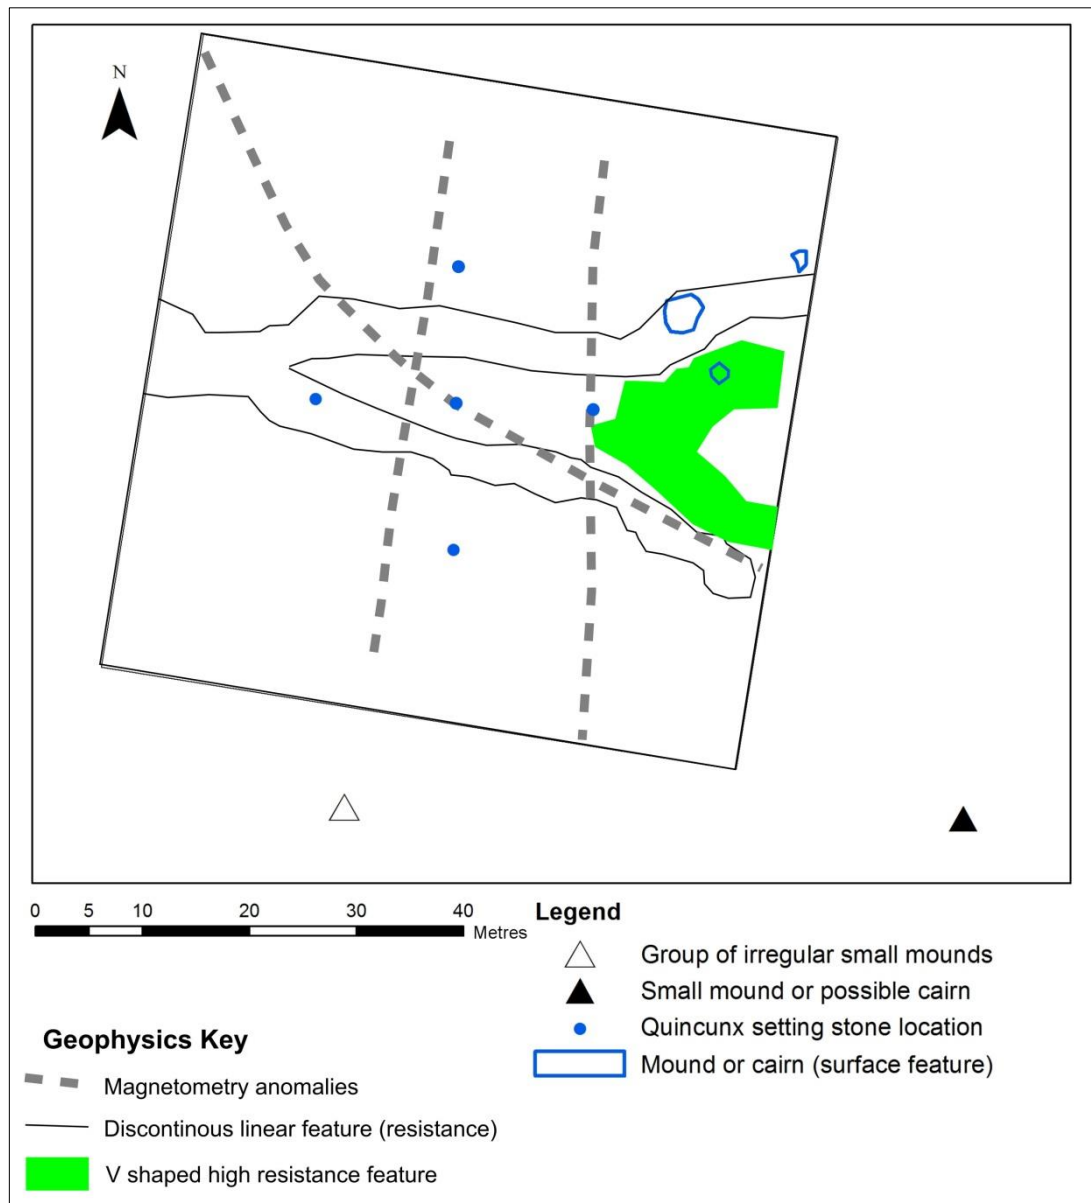 N
0 5 10 20 30 40
Metres
Legend
Group of irregular small mounds
Small mound or possible cairn
Quincunx setting stone location
Mound or cairn (surface feature)
Geophysics Key
Magnetometry anomalies
Discontinous linear feature (resistance)
V shaped high resistance feature